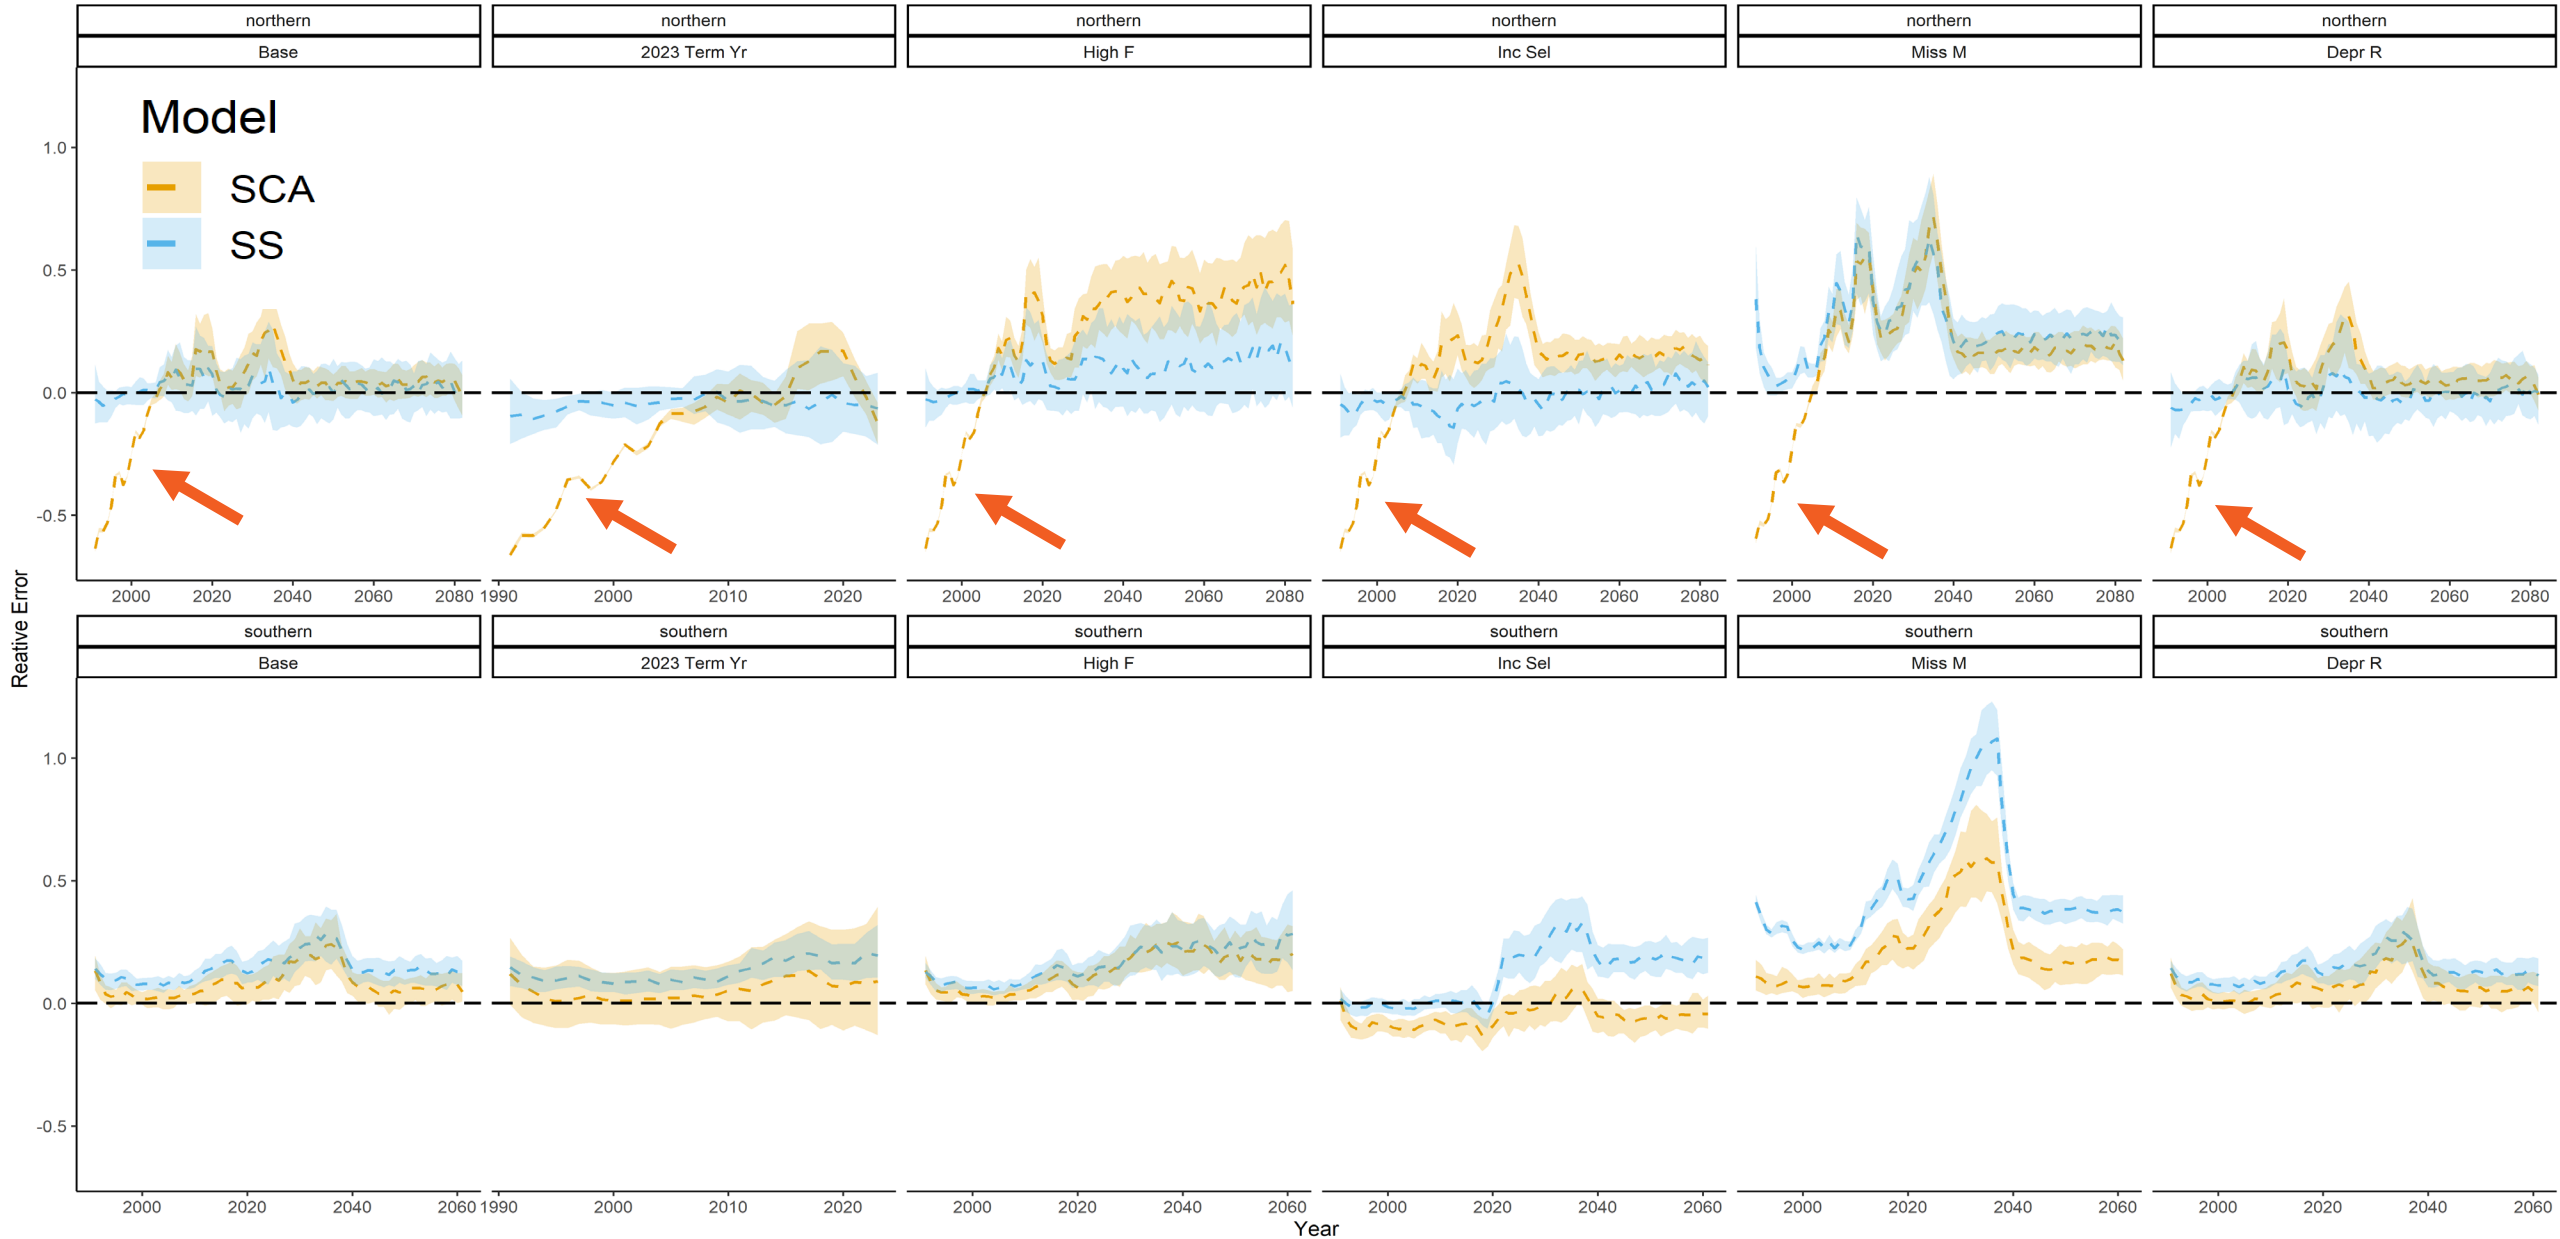 northern northern northern northern northern northern
Base 2023 Term Yr High F Inc Sel Miss M Depr R
Model
SCA
SS
1.0
0.5
0.0
-0.5
2000 2020 2040 2060 2080 1990 2000 2010 2020 2000 2020 2040 2060 2080 2000 2020 2040 2060 2080 2000 2020 2040 2060 2080 2000 2020 2040 2060 2080
Reative Error
southern southern southern southern southern southern
Base 2023 Term Yr High F Inc Sel Miss M Depr R
1.0
0.5
0.0
-0.5
2000 2020 2040 2060 1990 2000 2010 2020 2000 2020 2040 2060 2000 2020 2040 2060 2000 2020 2040 2060 2000 2020 2040 2060
Year